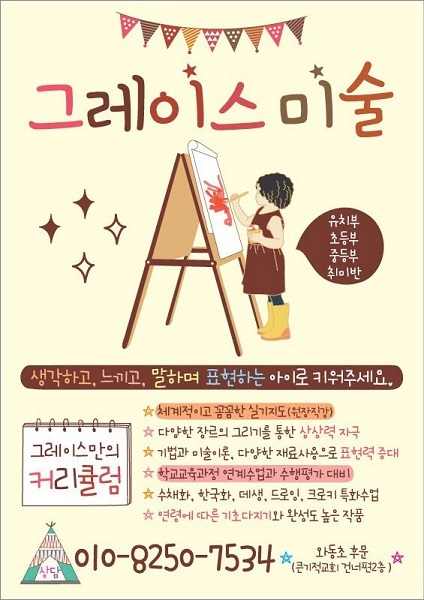 그레이스 미술
유치부
초등부
중등부
취미반
생각하고, 느끼고, 말하며 표현하는 아이로 키워주세요.
그레이스만의
커리큘럼
☆ 체계적이고 꼼꼼한 실기지도(원장직강)
☆ 다양한 장르의 그리기를 통한 상상력 자극
☆ 기법과 미술이론, 다양한 재료사용으로 표현력 증대
☆ 학교교육과정 연계수업과 수행평가 대비
☆ 수채화, 한국화, 데생, 드로잉, 크로키 특화수업
☆ 연령에 따른 기초다지기와 완성도 높은 작품
상담
010-8250-7534
와동초 후문
(큰기적교회 건너편2층)